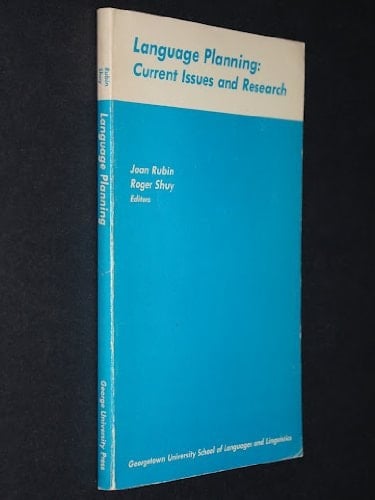 Language Planning:
Current Issues and Research
Joan Rubin
Roger Shuy
Editors
Georgetown University School of Languages and Linguistics
Rubin
Shuy
Language Planning
George University Press